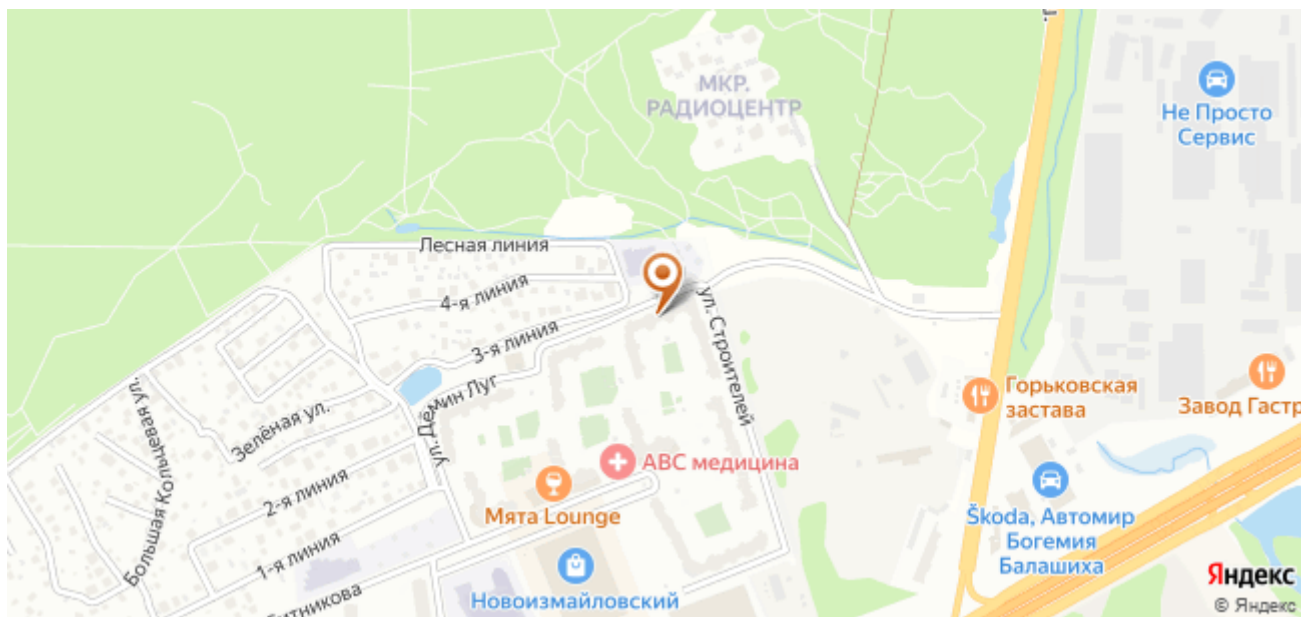 МКР.
РАДИОЦЕНТР
Не Просто
Сервис
Лесная линия
4-я линия
3-я линия
ул. Строителей
ул. Дёмин Луг
Зелёная ул.
Большая Кольцевая ул.
2-я линия
1-я линия
Горьковская
застава
Завод Гастр
АВС медицина
Мята Lounge
Škoda, Автомир
Богемия
Балашиха
Новоизмайловский
итникова
Яндекс
© Яндекс